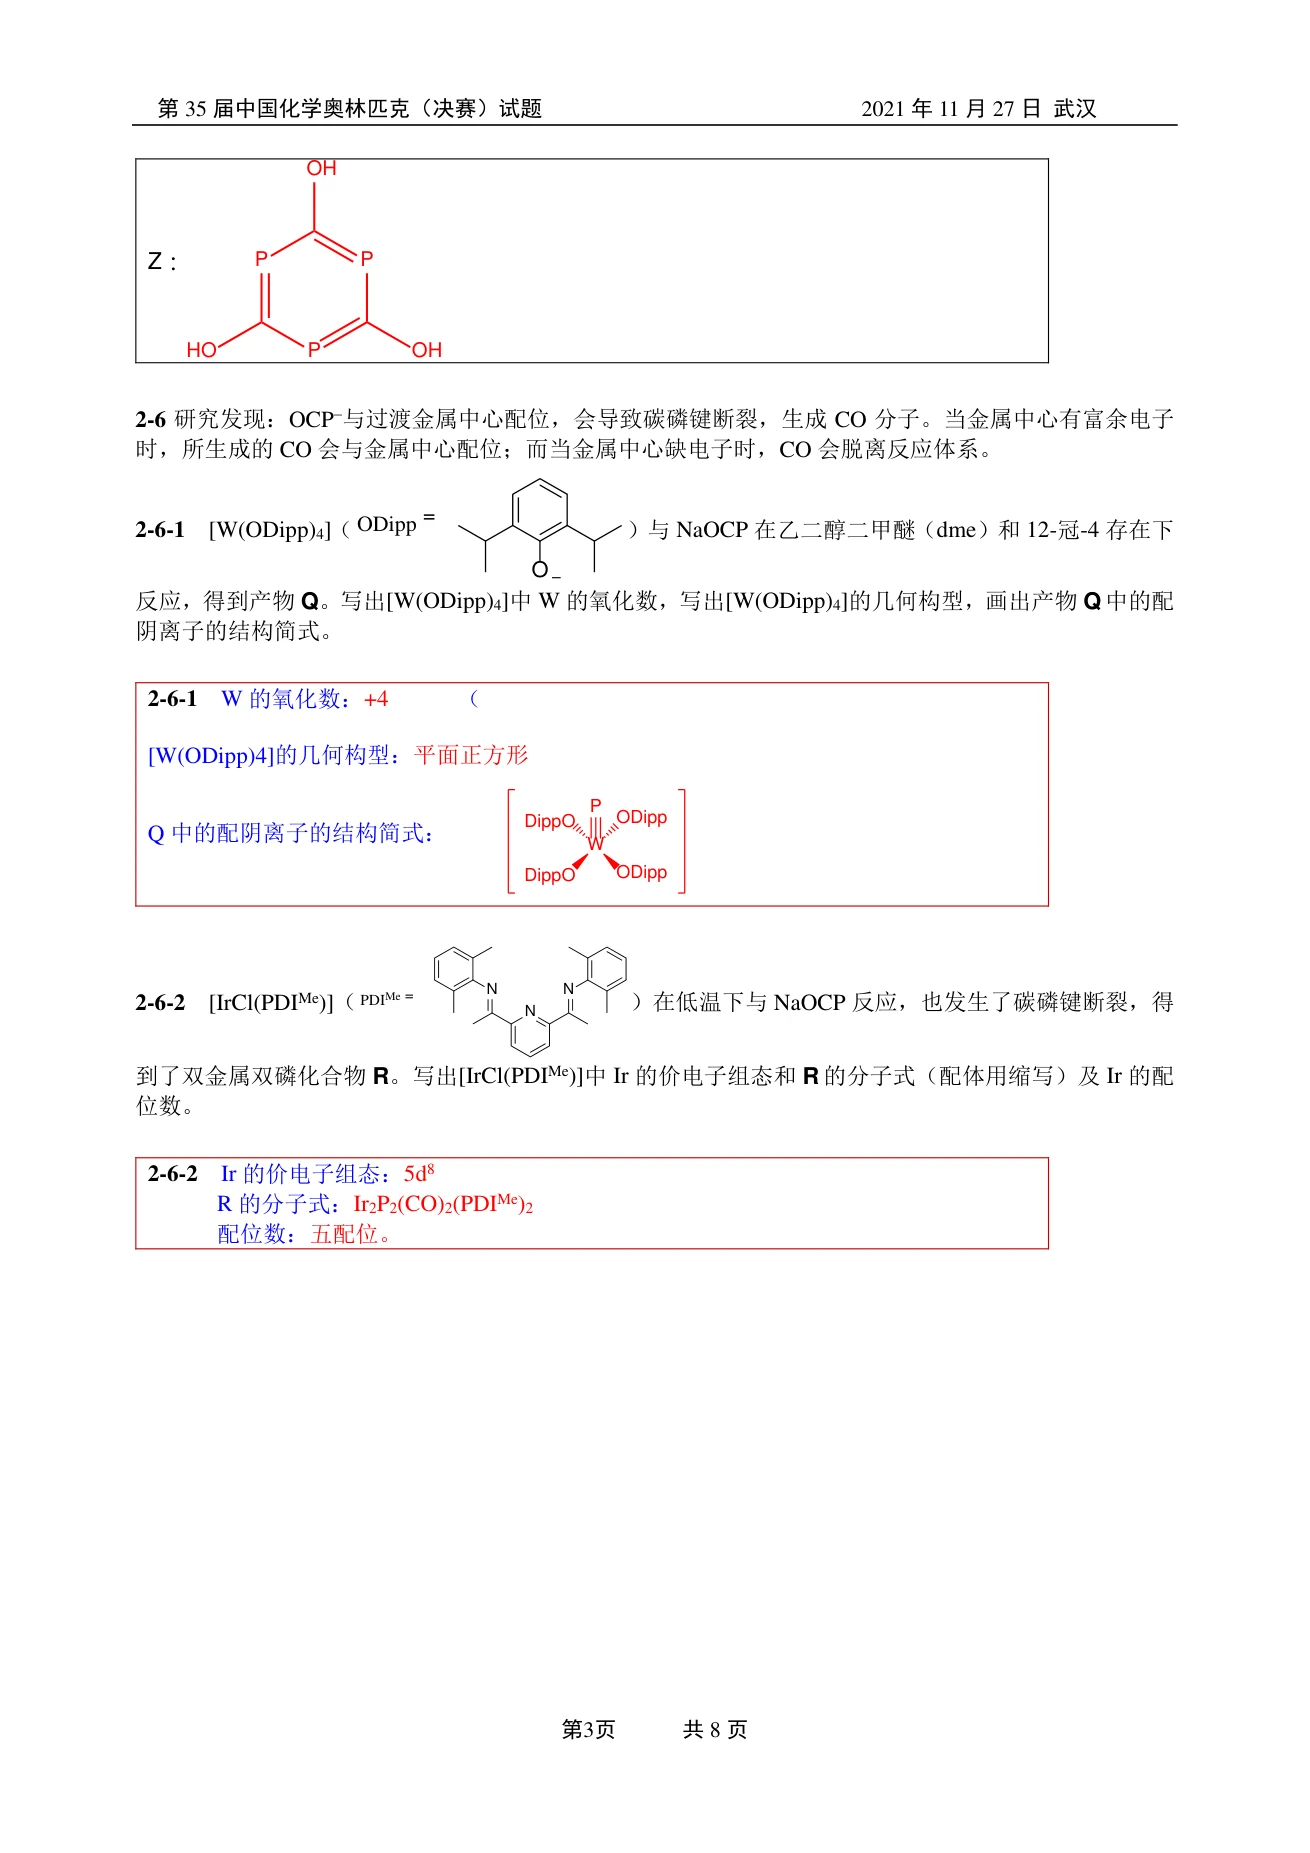 第 35 届中国化学奥林匹克（决赛）试题 2021 年 11 月 27 日 武汉
OH
Z： P P
HO P OH
2-6 研究发现：OCP⁻与过渡金属中心配位，会导致碳磷键断裂，生成 CO 分子。当金属中心有富余电子
时，所生成的 CO 会与金属中心配位；而当金属中心缺电子时，CO 会脱离反应体系。
2-6-1 [W(ODipp)₄]（ ODipp = O⁻ ）与 NaOCP 在乙二醇二甲醚（dme）和 12-冠-4 存在下
反应，得到产物 Q。写出[W(ODipp)₄]中 W 的氧化数，写出[W(ODipp)₄]的几何构型，画出产物 Q 中的配
阴离子的结构简式。
2-6-1 W 的氧化数：+4 （
[W(ODipp)4]的几何构型：平面正方形
Q 中的配阴离子的结构简式：
P
DippO ODipp
W
DippO ODipp
2-6-2 [IrCl(PDIᴹᵉ)]（ PDIᴹᵉ = N N N ）在低温下与 NaOCP 反应，也发生了碳磷键断裂，得
到了双金属双磷化合物 R。写出[IrCl(PDIᴹᵉ)]中 Ir 的价电子组态和 R 的分子式（配体用缩写）及 Ir 的配
位数。
2-6-2 Ir 的价电子组态：5d⁸
R 的分子式：Ir₂P₂(CO)₂(PDIᴹᵉ)₂
配位数：五配位。
第3页 共 8 页